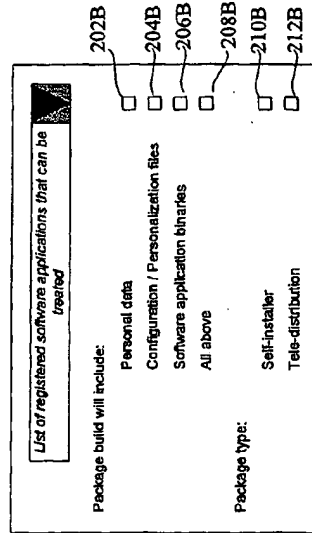 List of registered software applications that can be
treated
Package build will include:
Personal data
202B
Configuration / Personalization files
204B
Software application binaries
206B
All above
208B
Package type:
Self-installer
210B
Tele-distribution
212B